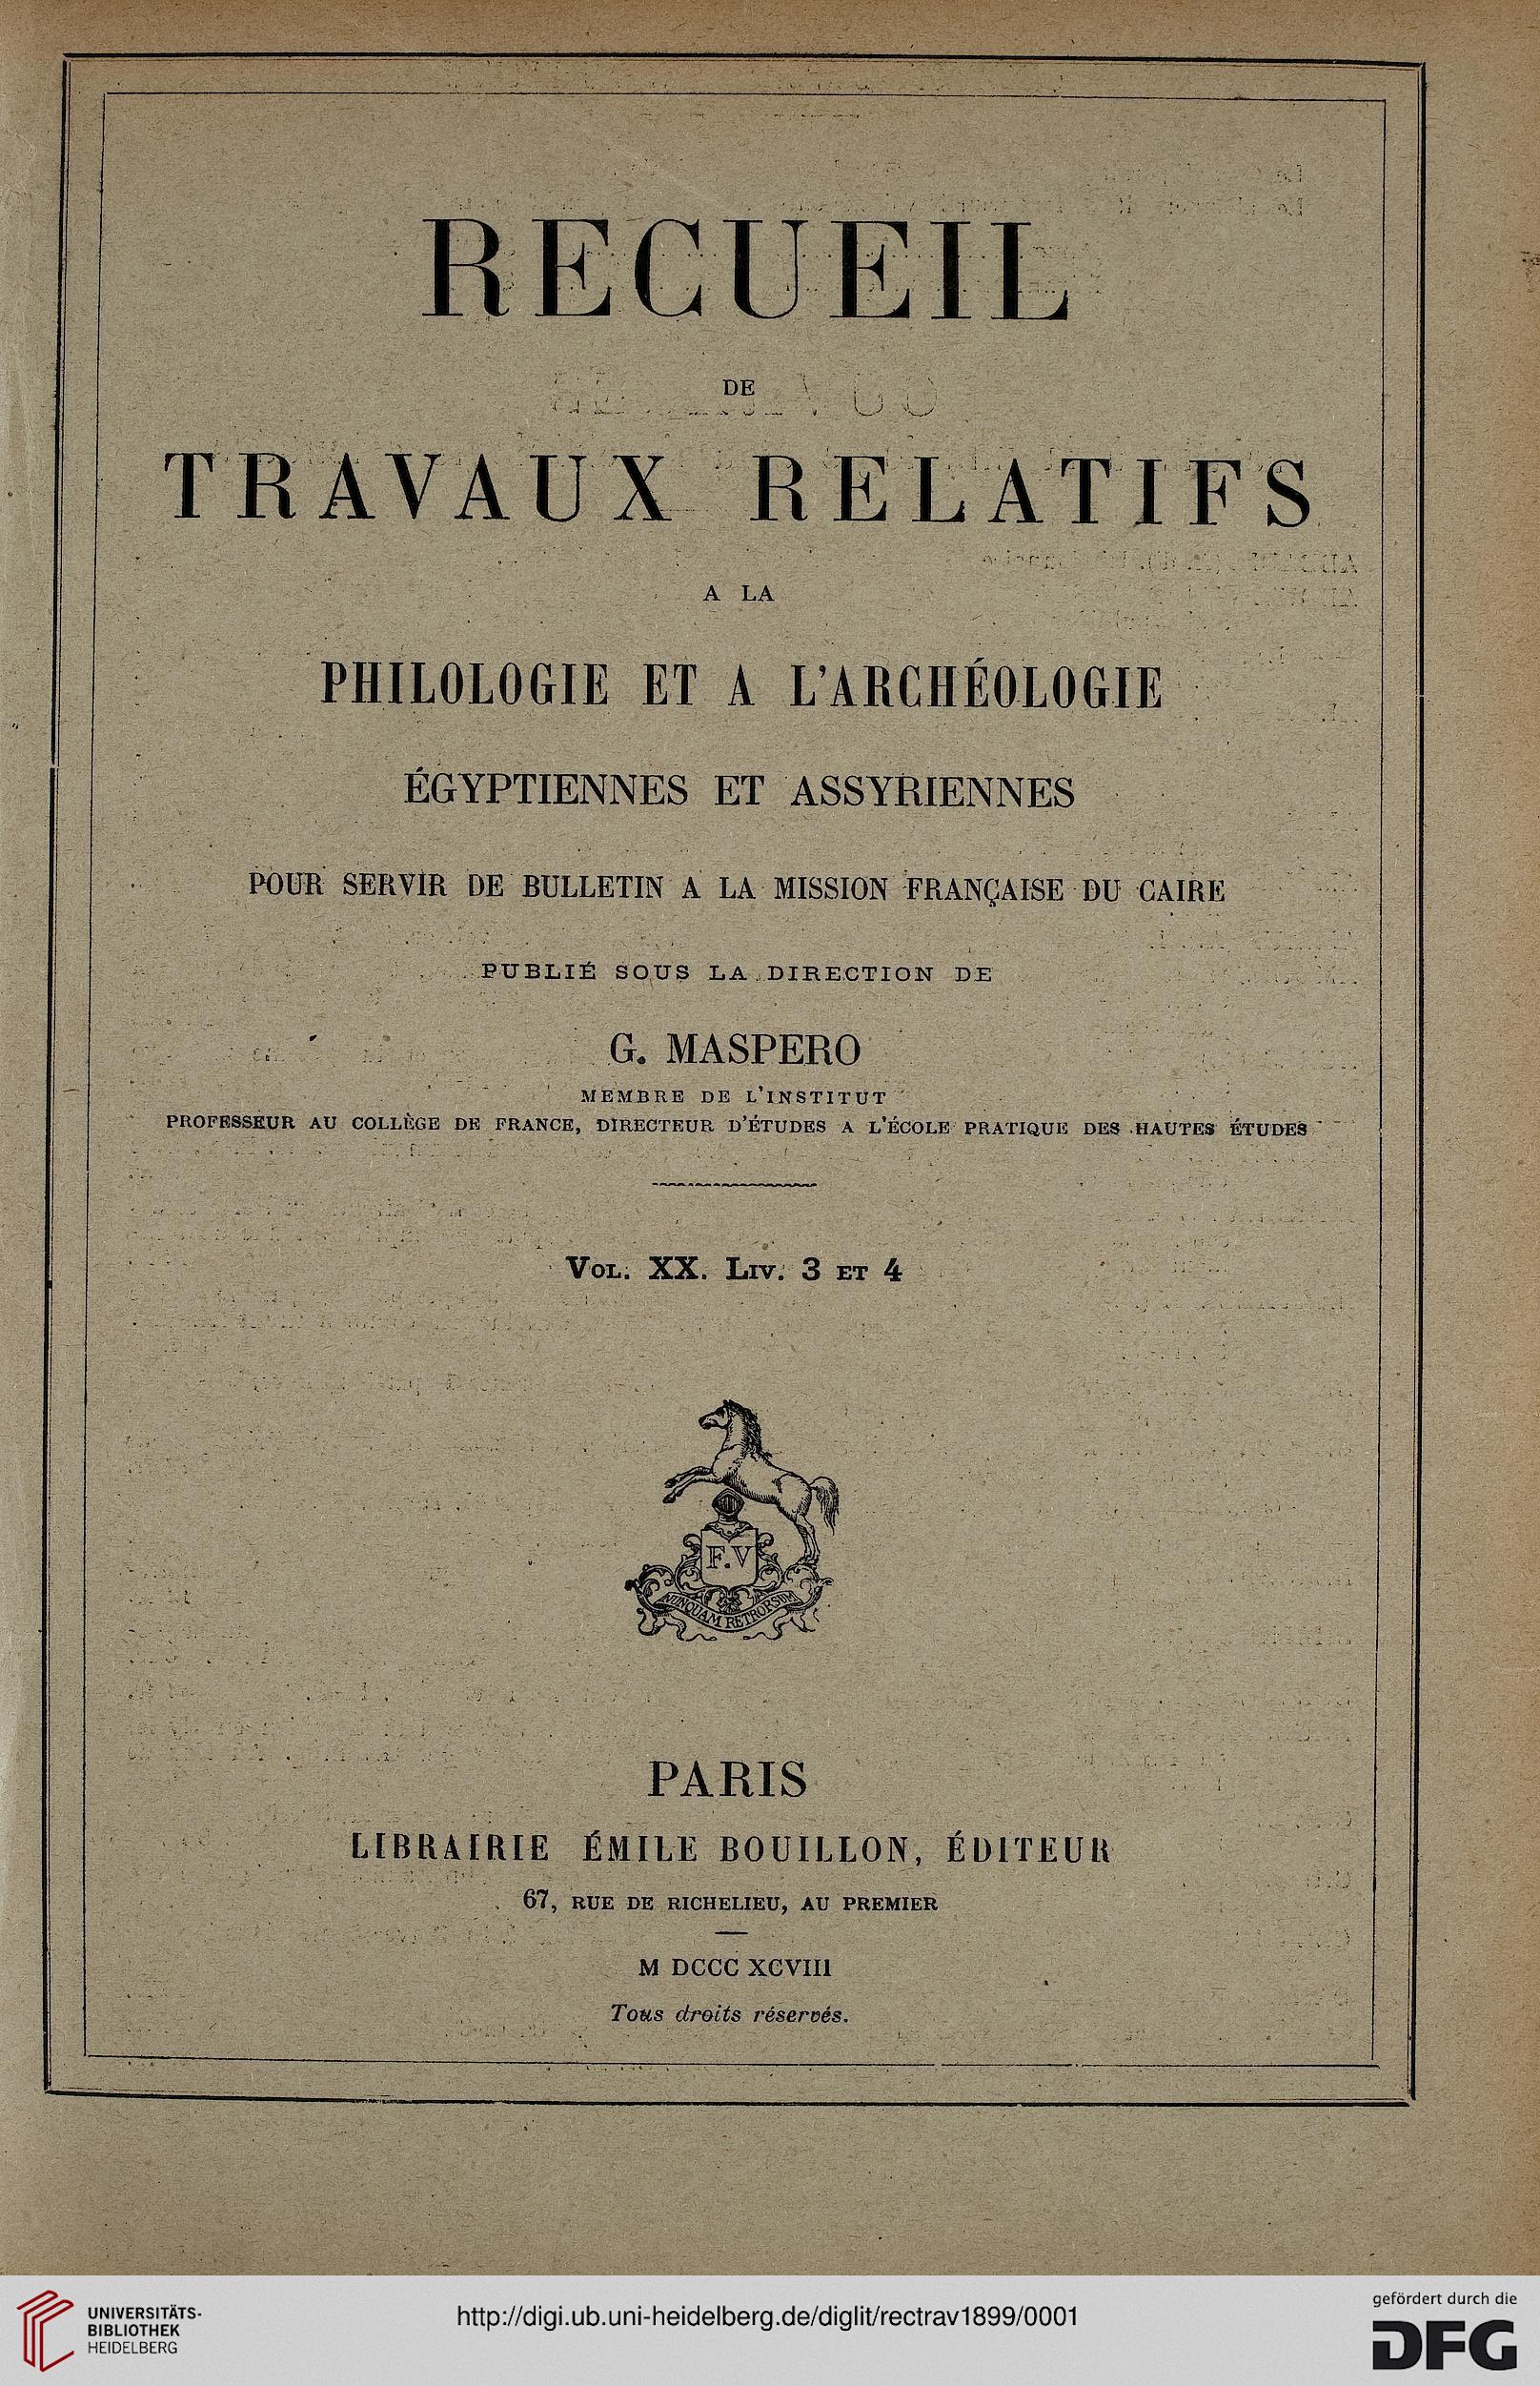 RECUEIL
DE
TRAVAUX RELATIFS
A LA
PHILOLOGIE ET A L'ARCHÉOLOGIE
ÉGYPTIENNES ET ASSYRIENNES
POUR SERVIR DE BULLETIN A LA MISSION FRANÇAISE DU CAIRE
PUBLIÉ SOUS LA DIRECTION DE
G. MASPERO
MEMBRE DE L'INSTITUT
PROFESSEUR AU COLLÈGE DE FRANCE, DIRECTEUR D'ÉTUDES A L'ÉCOLE PRATIQUE DES HAUTES ÉTUDES
VOL. XX. LIV. 3 ET 4
F.V
NUNQUAM RETRORSUM
PARIS
LIBRAIRIE ÉMILE BOUILLON, ÉDITEUR
67, RUE DE RICHELIEU, AU PREMIER
M DCCC XCVIII
Tous droits réservés.
UNIVERSITÄTS-
BIBLIOTHEK
HEIDELBERG
http://digi.ub.uni-heidelberg.de/diglit/rectrav1899/0001
gefördert durch die
DFG